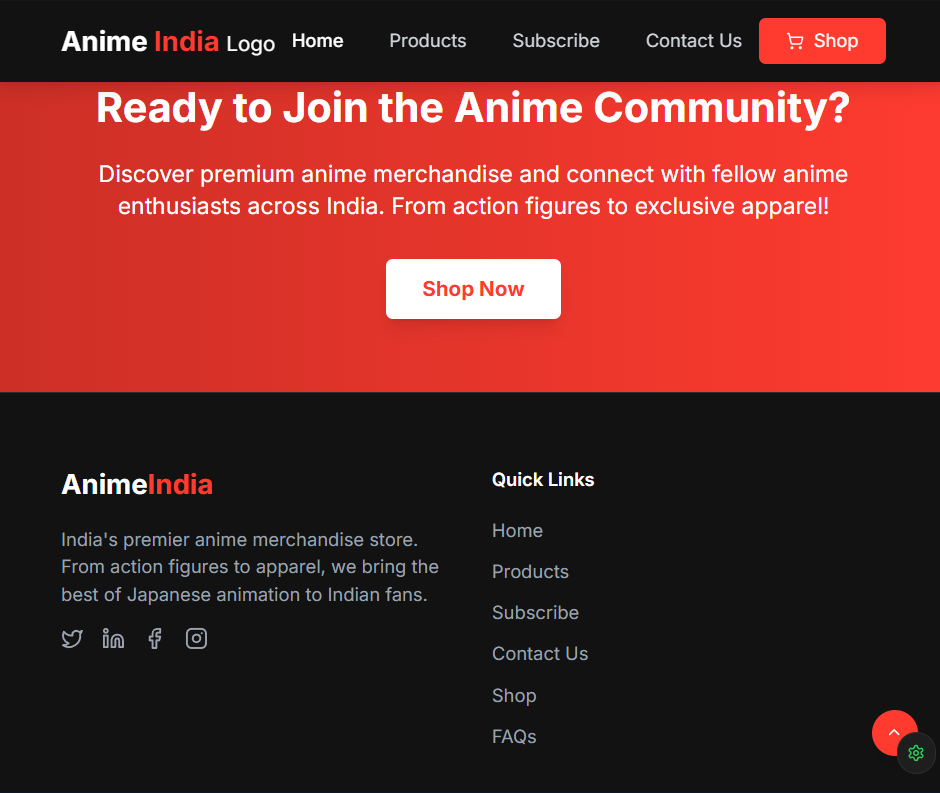 Anime India Logo Home Products Subscribe Contact Us Shop
Ready to Join the Anime Community?
Discover premium anime merchandise and connect with fellow anime
enthusiasts across India. From action figures to exclusive apparel!
Shop Now
AnimeIndia
India's premier anime merchandise store.
From action figures to apparel, we bring the
best of Japanese animation to Indian fans.
Quick Links
Home
Products
Subscribe
Contact Us
Shop
FAQs